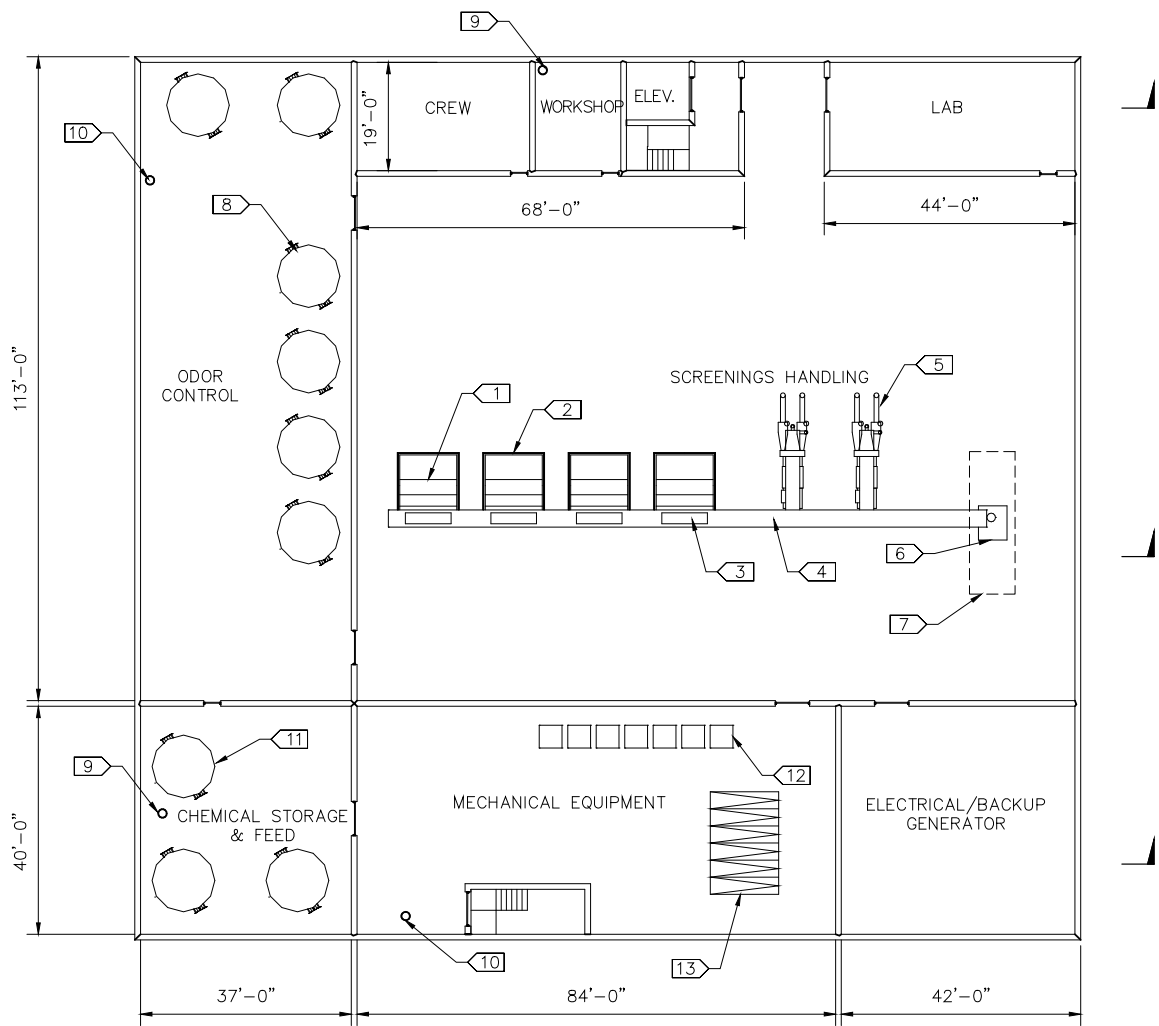 9
CREW
WORKSHOP
ELEV.
LAB
19'-0"
10
8
68'-0"
44'-0"
113'-0"
ODOR
CONTROL
SCREENINGS HANDLING
5
1
2
3
4
6
7
11
9
12
CHEMICAL STORAGE
& FEED
MECHANICAL EQUIPMENT
ELECTRICAL/BACKUP
GENERATOR
40'-0"
10
13
37'-0"
84'-0"
42'-0"